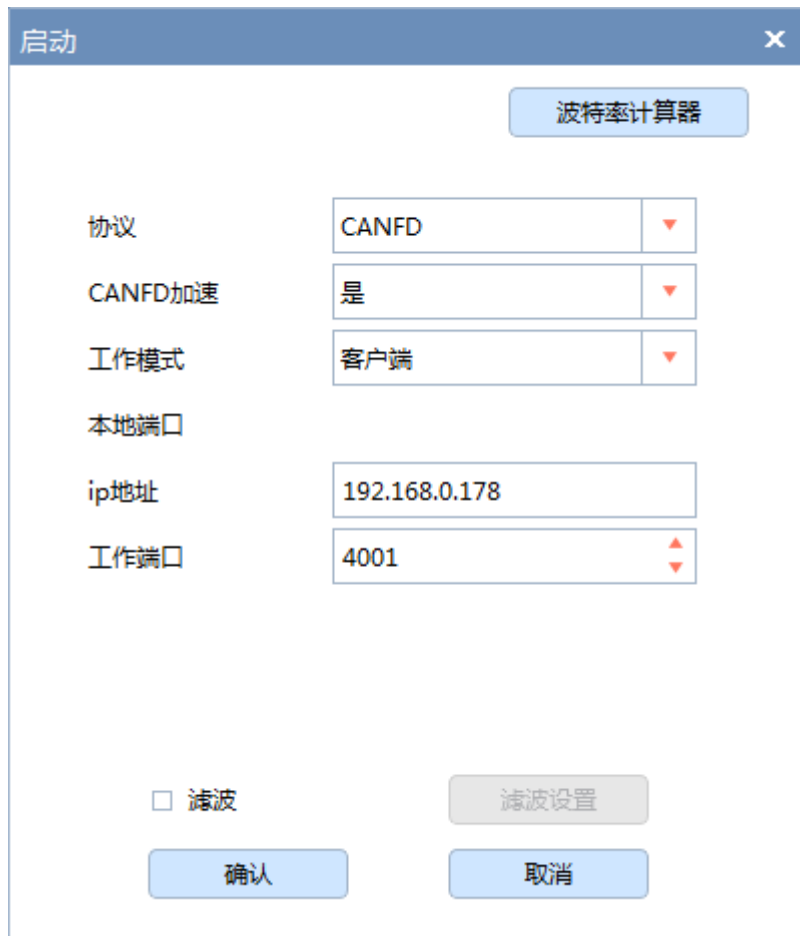 启动
波特率计算器
协议 CANFD
CANFD加速 是
工作模式 客户端
本地端口
ip地址 192.168.0.178
工作端口 4001
滤波 滤波设置
确认 取消